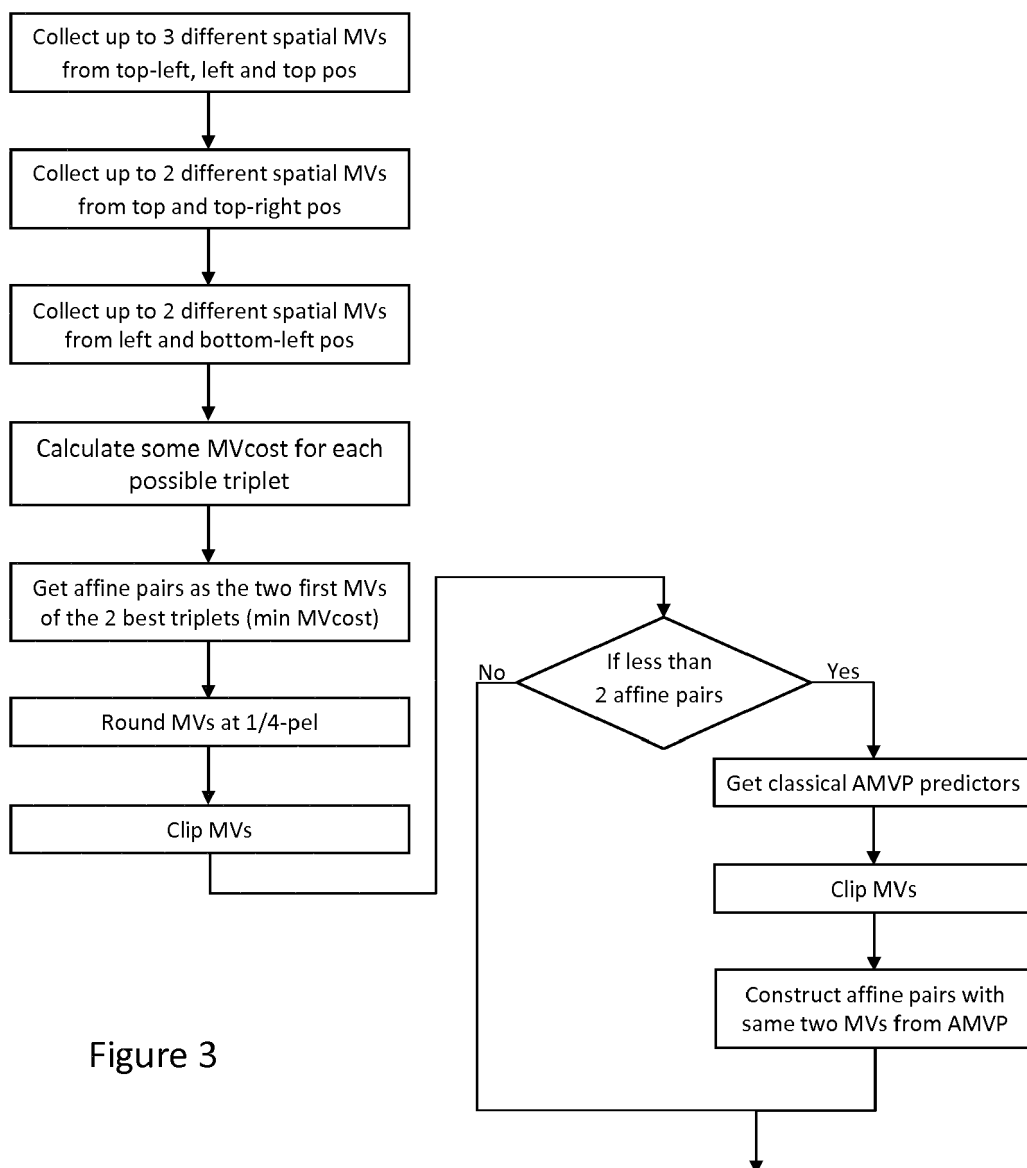 Collect up to 3 different spatial MVs
from top-left, left and top pos
Collect up to 2 different spatial MVs
from top and top-right pos
Collect up to 2 different spatial MVs
from left and bottom-left pos
Calculate some MVcost for each
possible triplet
Get affine pairs as the two first MVs
of the 2 best triplets (min MVcost)
Round MVs at 1/4-pel
Clip MVs
If less than
2 affine pairs
No
Yes
Get classical AMVP predictors
Clip MVs
Construct affine pairs with
same two MVs from AMVP
Figure 3